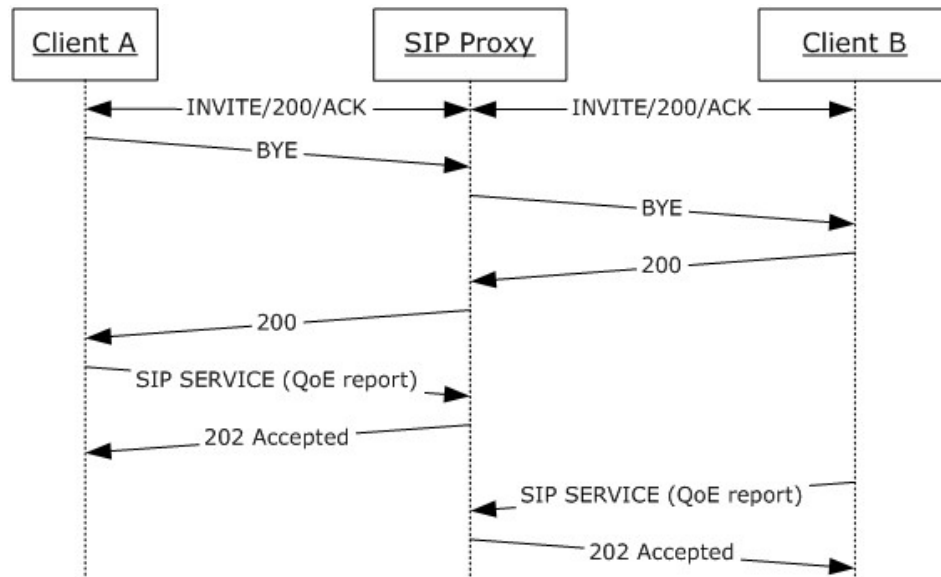 Client A
SIP Proxy
Client B
INVITE/200/ACK
INVITE/200/ACK
BYE
BYE
200
200
SIP SERVICE (QoE report)
202 Accepted
SIP SERVICE (QoE report)
202 Accepted